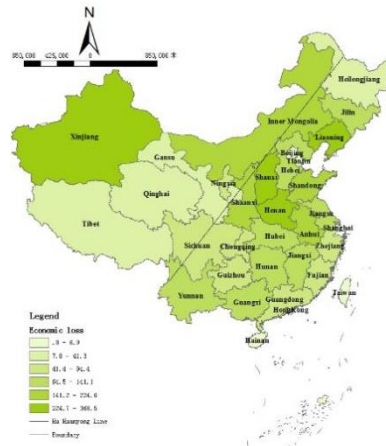 N
850,000 425,000 0 850,000 米
Heilongjiang
Jilin
Inner Mongolia
Liaoning
Xinjiang
Beijing
Tianjin
Gansu
Hebei
Shanxi
Ningxia
Shandong
Qinghai
Shaanxi
Henan
Jiangsu
Tibet
Shanghai
Anhui
Hubei
Sichuan
Chongqing
Zhejiang
Hunan
Jiangxi
Guizhou
Fujian
Yunnan
Guangxi
Guangdong
Taiwan
HongKong
Hainan
Legend
Economic loss
Hu Huanyong Line
Boundary